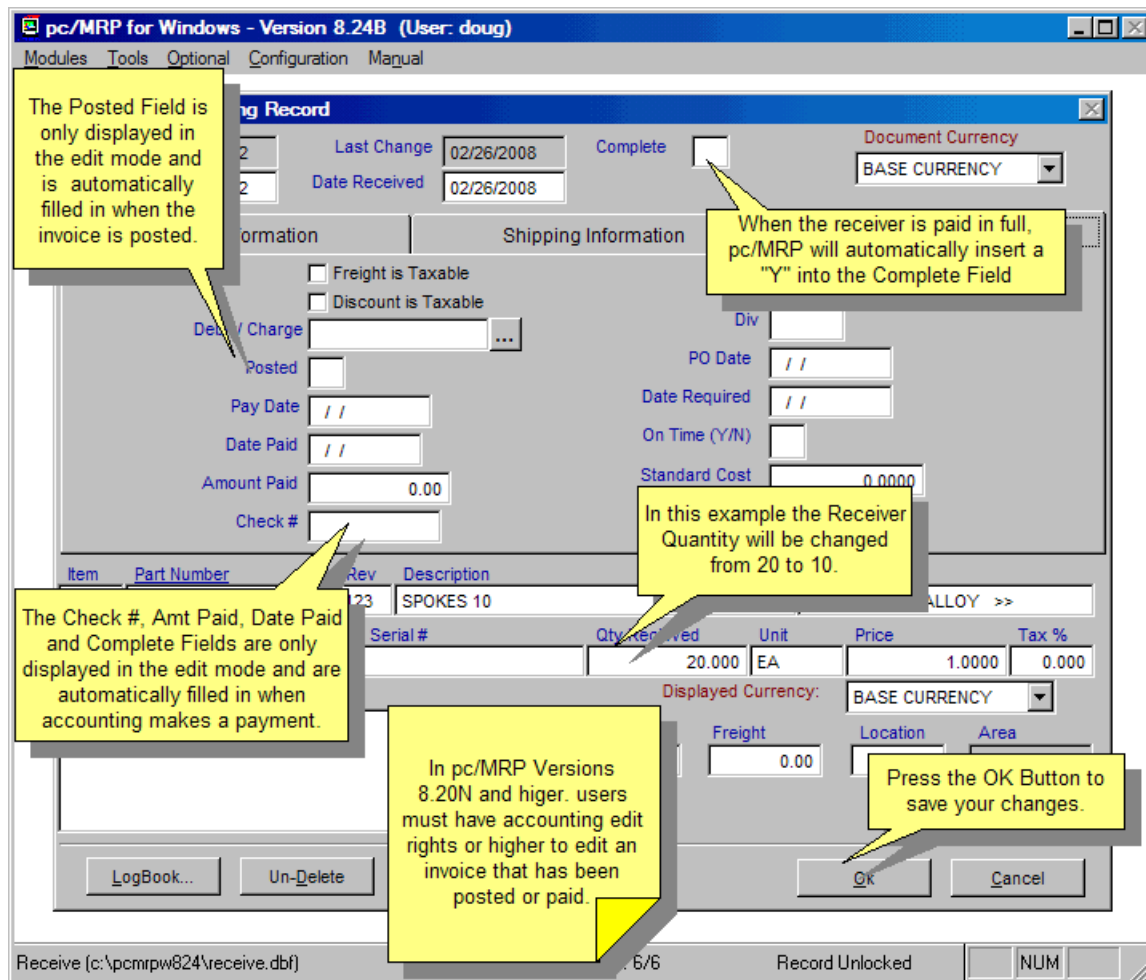 pc/MRP for Windows - Version 8.24B (User: doug)
Modules Tools Optional Configuration Manual
The Posted Field is
only displayed in
the edit mode and
is automatically
filled in when the
invoice is posted.
Record
Last Change 02/26/2008
Complete
Document Currency
BASE CURRENCY
2
Date Received 02/26/2008
When the receiver is paid in full,
pc/MRP will automatically insert a
"Y" into the Complete Field
Shipping Information
Freight is Taxable
Discount is Taxable
Charge
...
Posted
Pay Date / /
Date Paid / /
Amount Paid 0.00
Check #
Div
PO Date / /
Date Required / /
On Time (Y/N)
Standard Cost 0.0000
In this example the Receiver
Quantity will be changed
from 20 to 10.
Item Part Number Rev Description
123 SPOKES 10 ALLOY >>
The Check #, Amt Paid, Date Paid
and Complete Fields are only
displayed in the edit mode and are
automatically filled in when
accounting makes a payment.
Serial # Qty Received Unit Price Tax %
20.000 EA 1.0000 0.000
Displayed Currency: BASE CURRENCY
Freight Location Area
0.00
In pc/MRP Versions
8.20N and higer. users
must have accounting edit
rights or higher to edit an
invoice that has been
posted or paid.
Press the OK Button to
save your changes.
LogBook... Un-Delete Ok Cancel
Receive (c:\pcmrpw824\receive.dbf) 6/6 Record Unlocked NUM